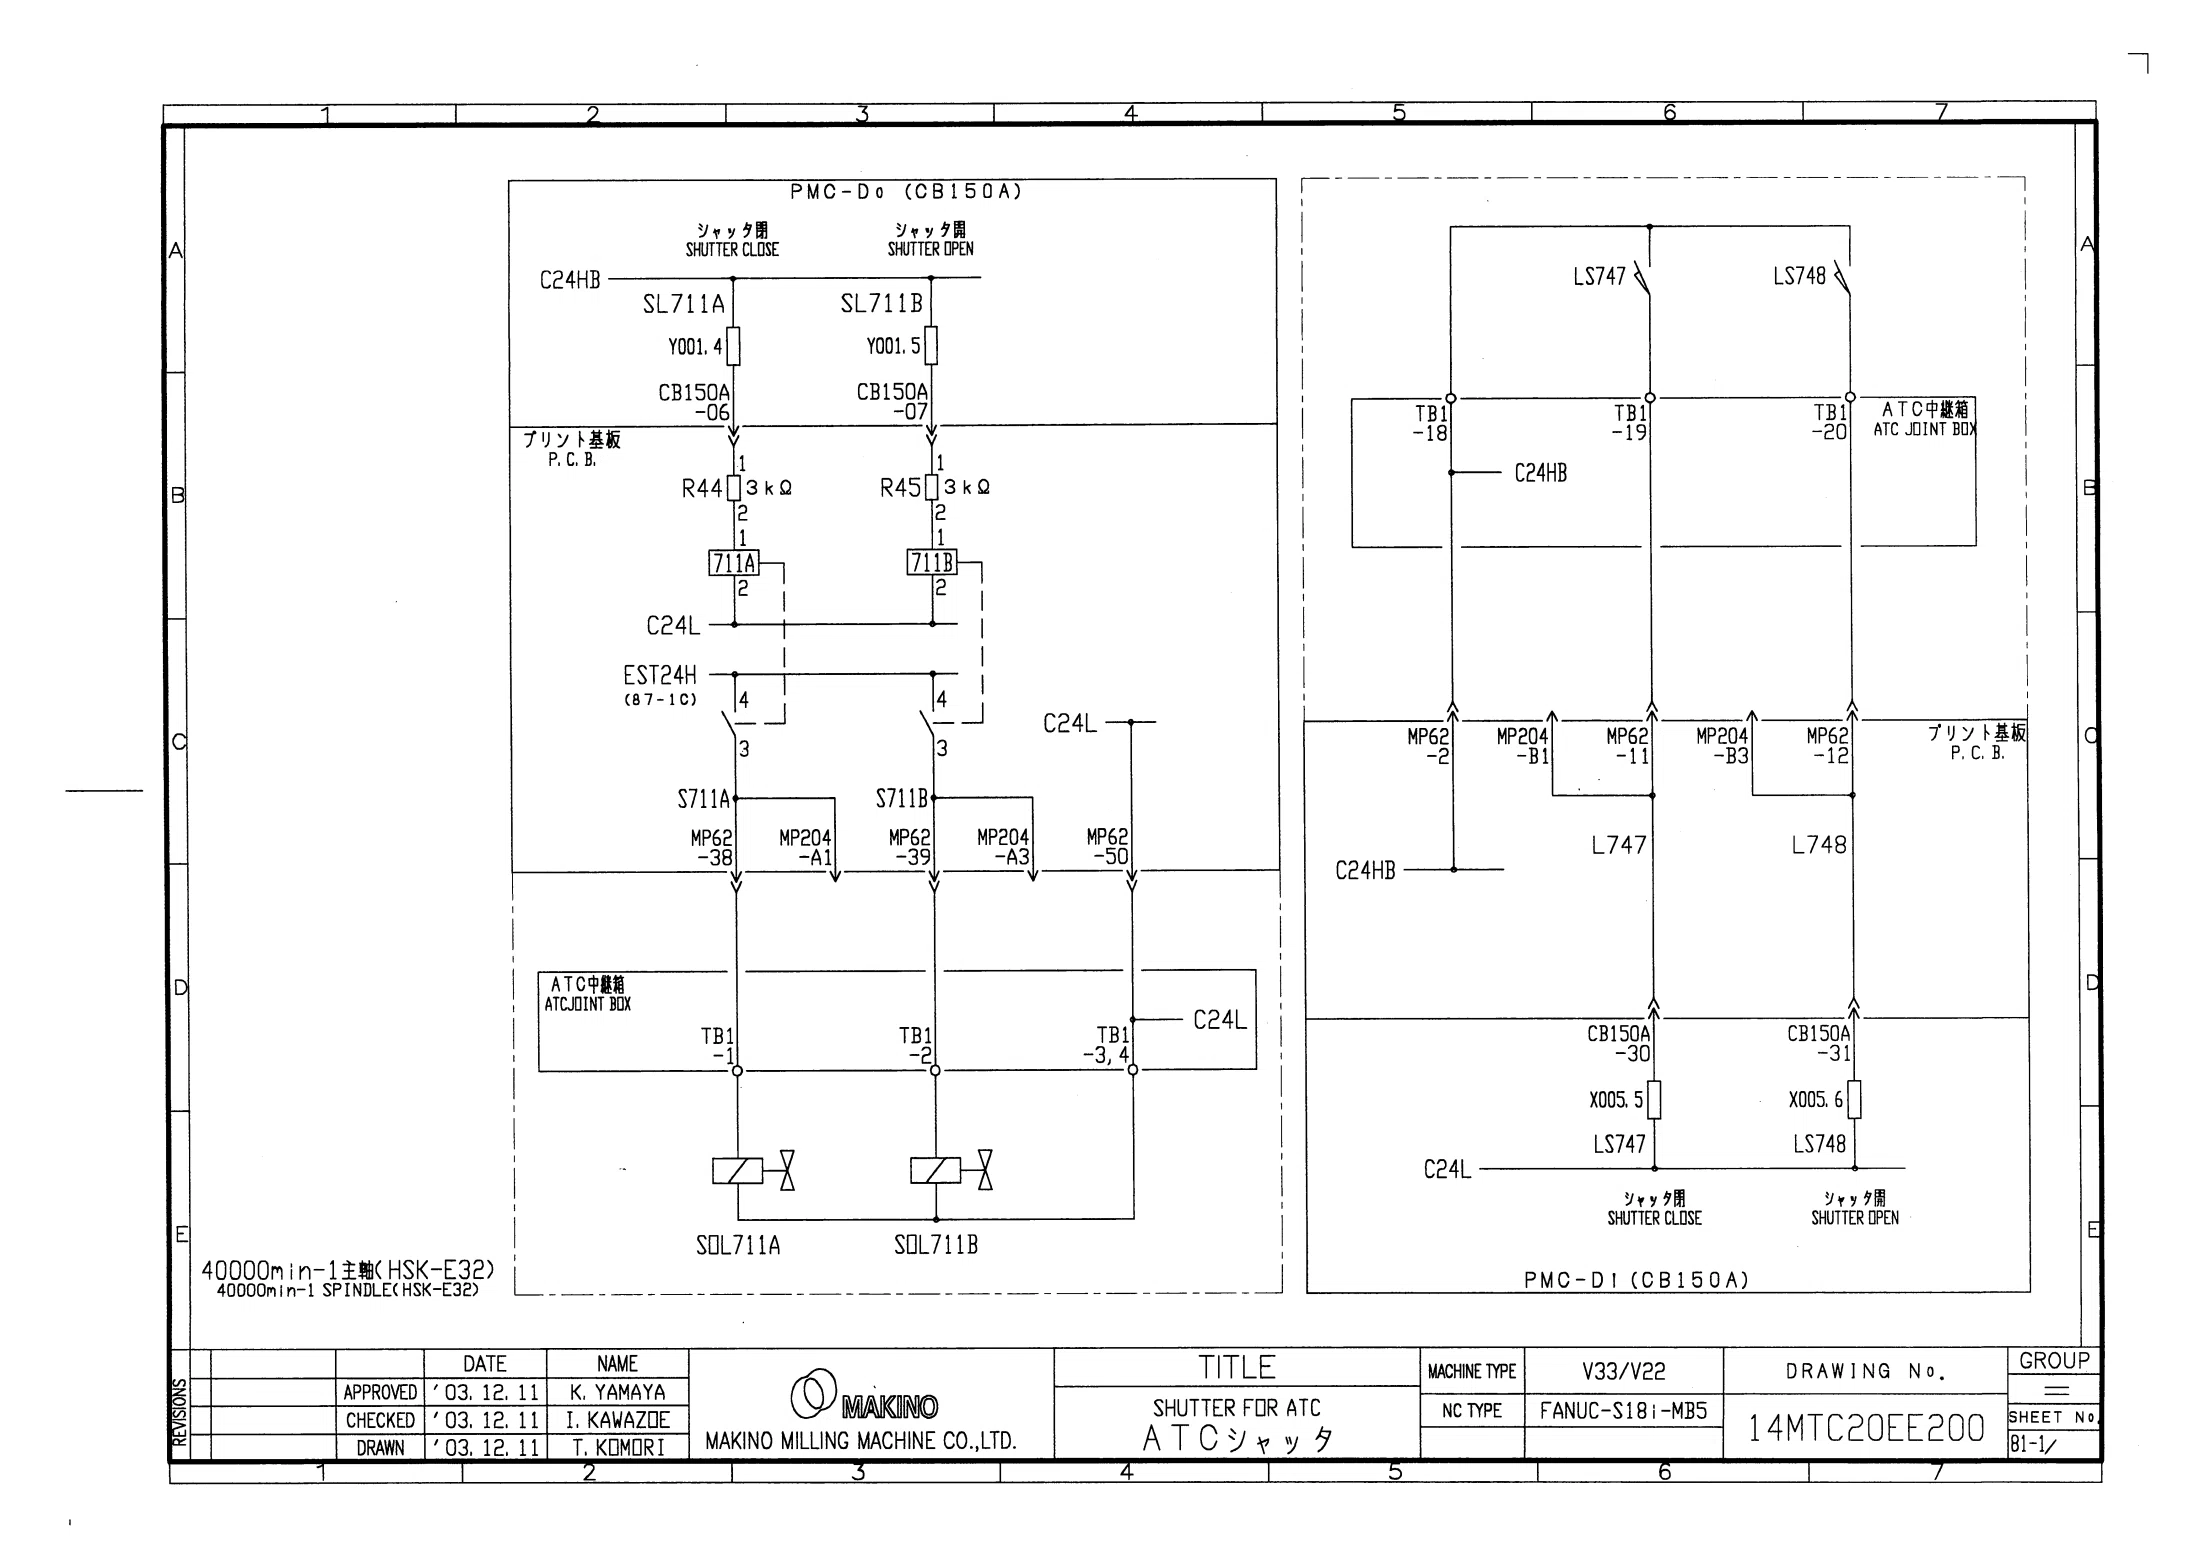 1 2 3 4 5 6 7
A
B
C
D
E
PMC-Do (CB150A)
シャッタ閉
SHUTTER CLOSE
シャッタ開
SHUTTER OPEN
C24HB
SL711A
SL711B
Y001.4
Y001.5
CB150A
-06
CB150A
-07
プリント基板
P.C.B.
1
R44 3kΩ
2
1
R45 3kΩ
2
1
711A
2
1
711B
2
C24L
EST24H
(87-1C)
4
3
4
3
C24L
S711A
S711B
MP62
-38
MP204
-A1
MP62
-39
MP204
-A3
MP62
-50
ATC中継箱
ATCJOINT BOX
TB1
-1
TB1
-2
TB1
-3,4
C24L
SOL711A
SOL711B
40000min-1主軸(HSK-E32)
40000min-1 SPINDLE(HSK-E32)
LS747
LS748
TB1
-18
TB1
-19
TB1
-20
ATC中継箱
ATC JOINT BOX
C24HB
MP62
-2
MP204
-B1
MP62
-11
MP204
-B3
MP62
-12
プリント基板
P.C.B.
L747
L748
C24HB
CB150A
-30
CB150A
-31
X005.5
X005.6
LS747
LS748
C24L
シャッタ閉
SHUTTER CLOSE
シャッタ開
SHUTTER OPEN
PMC-DI(CB150A)
A
B
C
D
E
REVISIONS
DATE NAME
APPROVED '03.12.11 K. YAMAYA
CHECKED '03.12.11 I. KAWAZOE
DRAWN '03.12.11 T. KOMORI
MAKINO
MAKINO MILLING MACHINE CO.,LTD.
TITLE
SHUTTER FOR ATC
ATCシャッタ
MACHINE TYPE V33/V22
NC TYPE FANUC-S18i-MB5
DRAWING No.
14MTC20EE200
GROUP
=
SHEET No.
81-1/
1 2 3 4 5 6 7